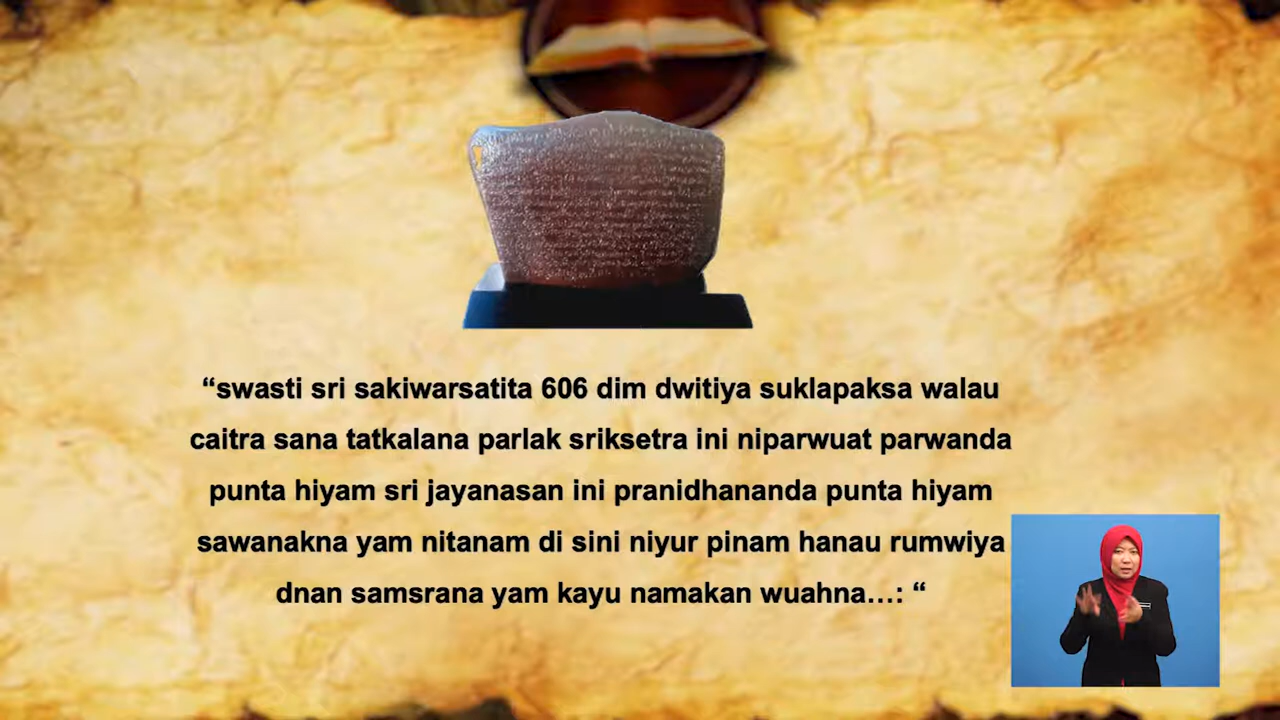 “swasti sri sakiwarsatita 606 dim dwitiya suklapaksa walau
caitra sana tatkalana parlak sriksetra ini niparwuat parwanda
punta hiyam sri jayanasan ini pranidhananda punta hiyam
sawanakna yam nitanam di sini niyur pinam hanau rumwiya
dnan samsrana yam kayu namakan wuahna…: “